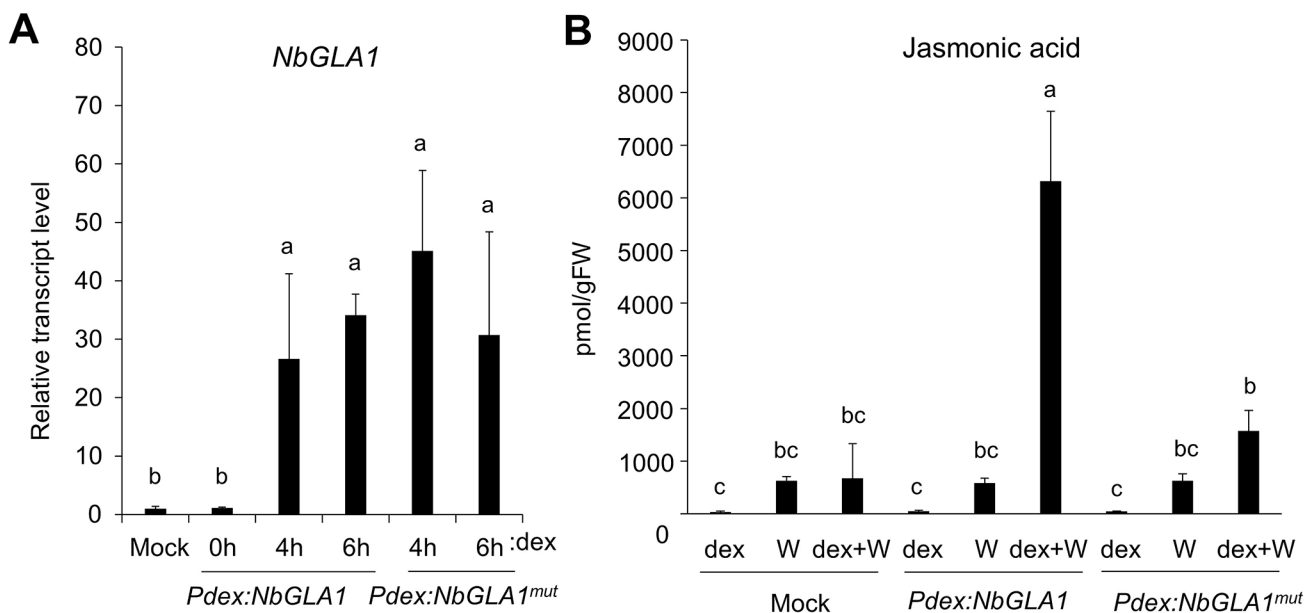 A
NbGLA1
Relative transcript level
80
70
60
50
40
30
20
10
0
b
b
a
a
a
a
Mock
0h
4h
6h
4h
6h
:dex
Pdex:NbGLA1
Pdex:NbGLA1mut
B
Jasmonic acid
pmol/gFW
9000
8000
7000
6000
5000
4000
3000
2000
1000
0
c
bc
bc
c
bc
a
c
bc
b
dex
W
dex+W
dex
W
dex+W
dex
W
dex+W
Mock
Pdex:NbGLA1
Pdex:NbGLA1mut